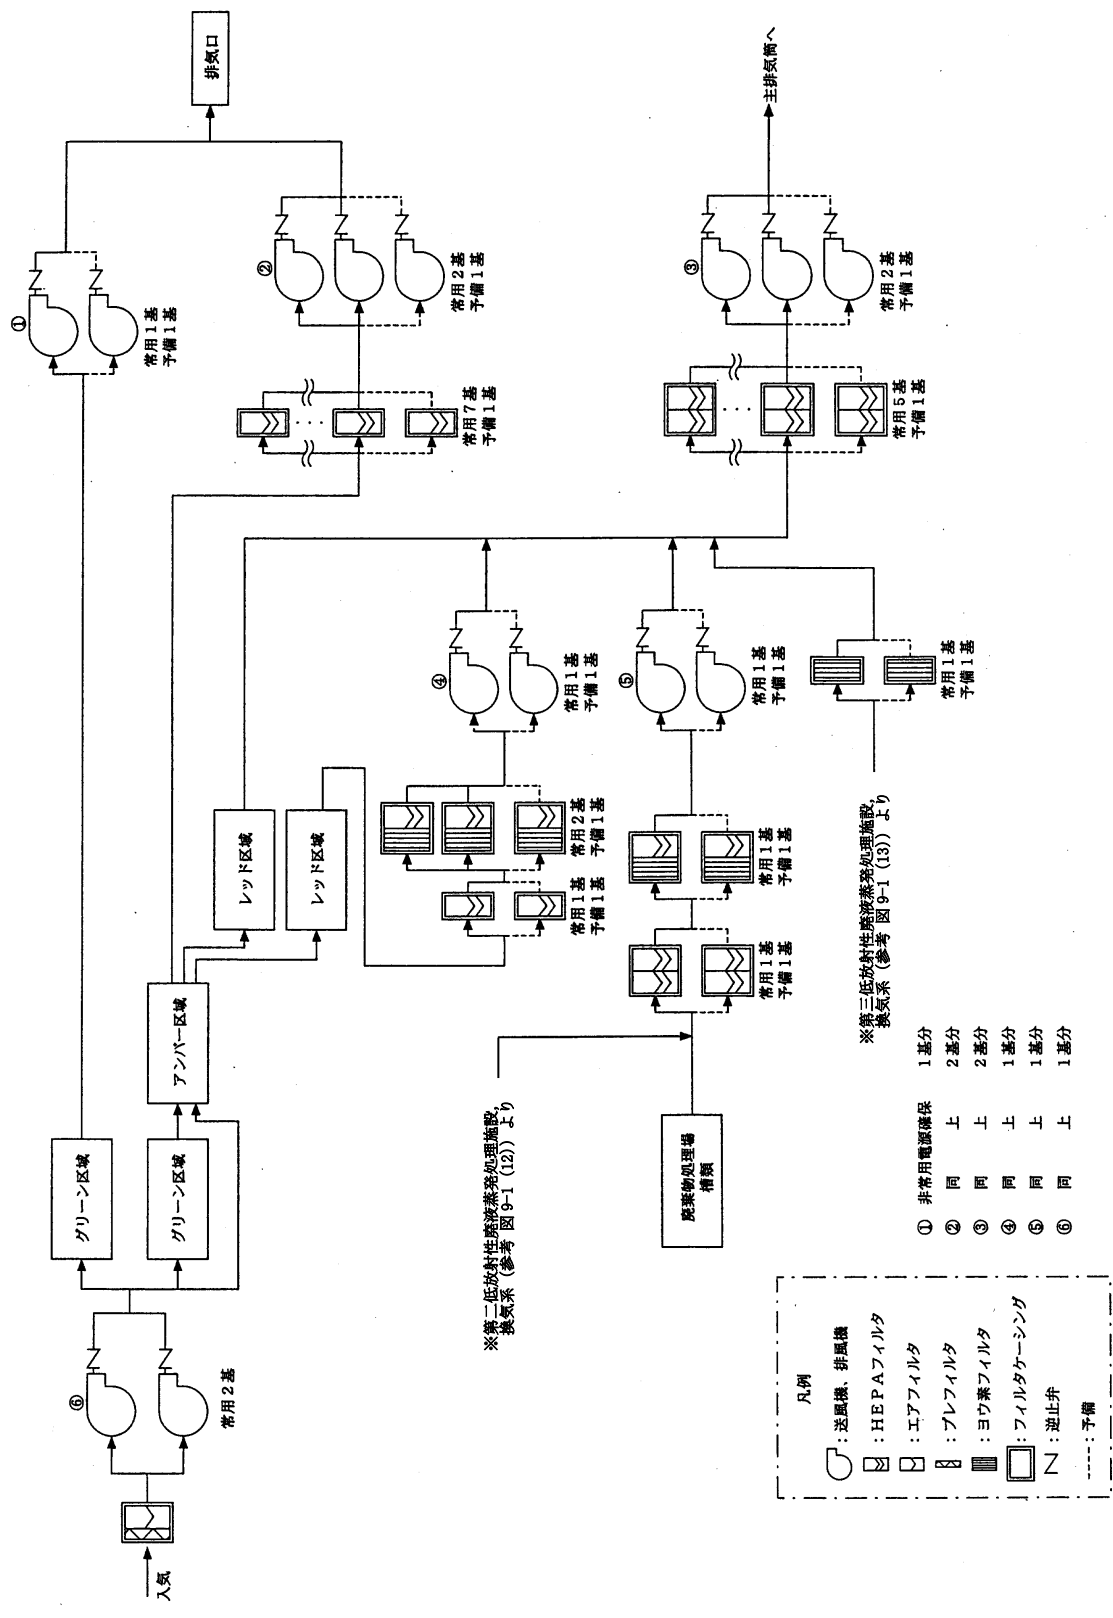 入気
⑥
常用2基
グリーン区域
グリーン区域
アンバー区域
レッド区域
レッド区域
①
常用1基
予備1基
排気口
②
常用7基
予備1基
常用2基
予備1基
③
常用5基
予備1基
常用2基
予備1基
主排気筒へ
④
常用1基
予備1基
常用2基
予備1基
常用1基
予備1基
⑤
常用1基
予備1基
常用1基
予備1基
常用1基
予備1基
常用1基
予備1基
※第二低放射性廃液蒸発処理施設,
換気系 (参考 図9-1 (12)) より
廃棄物処理場
槽類
※第三低放射性廃液蒸発処理施設,
換気系 (参考 図9-1 (13)) より
① 非常用電源確保 1基分
② 同 上 2基分
③ 同 上 2基分
④ 同 上 1基分
⑤ 同 上 1基分
⑥ 同 上 1基分
凡例
:送風機、排風機
:HEPAフィルタ
:エアフィルタ
:プレフィルタ
:ヨウ素フィルタ
:フィルタケーシング
:逆止弁
:予備